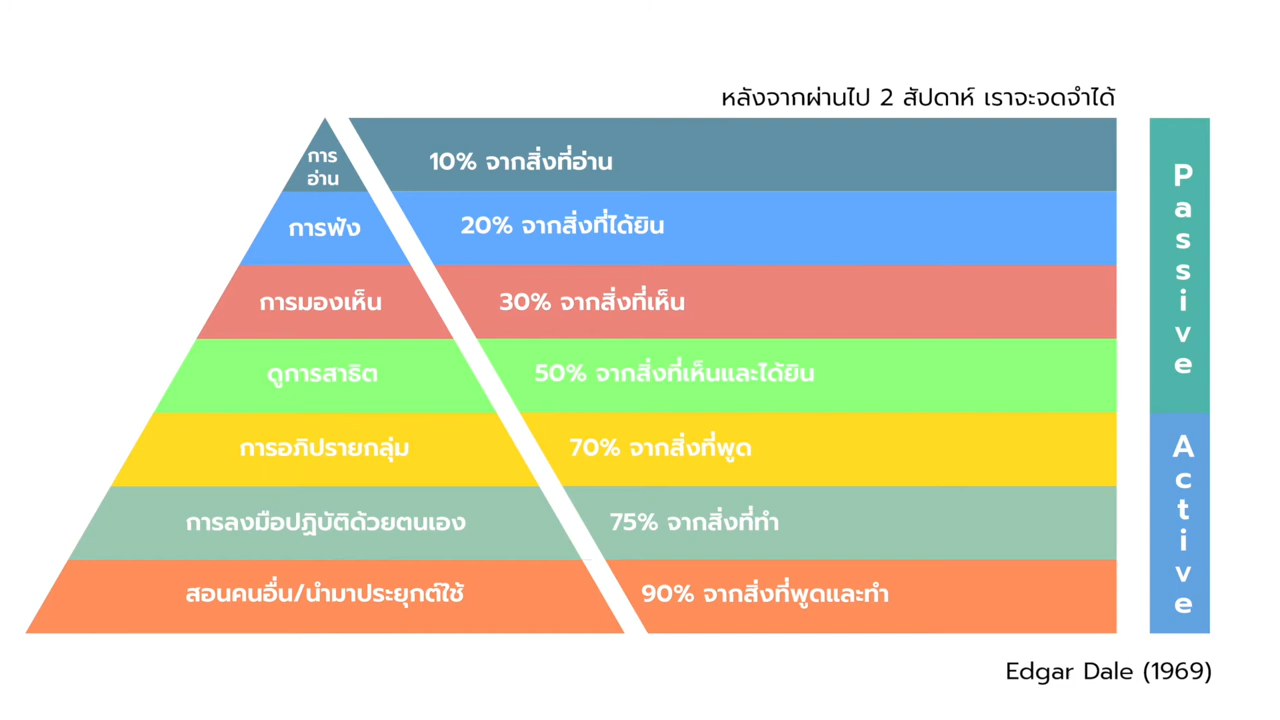 หลังจากผ่านไป 2 สัปดาห์ เราจะจดจำได้
การ
อ่าน
10% จากสิ่งที่อ่าน
การฟัง
20% จากสิ่งที่ได้ยิน
การมองเห็น
30% จากสิ่งที่เห็น
ดูการสาธิต
50% จากสิ่งที่เห็นและได้ยิน
การอภิปรายกลุ่ม
70% จากสิ่งที่พูด
การลงมือปฏิบัติด้วยตนเอง
75% จากสิ่งที่ทำ
สอนคนอื่น/นำมาประยุกต์ใช้
90% จากสิ่งที่พูดและทำ
Passive
Active
Edgar Dale (1969)